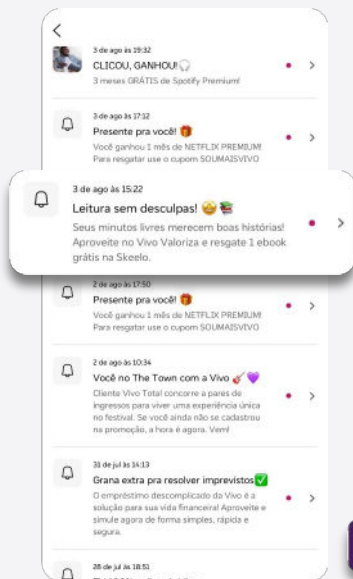 3 de ago às 19:32
CLICOU, GANHOU!🎧
3 meses GRÁTIS de Spotify Premium!
3 de ago às 17:12
Presente pra você! 🎁
Você ganhou 1 mês de NETFLIX PREMIUM!
Para resgatar use o cupom SOUMAISVIVO
3 de ago às 15:22
Leitura sem desculpas! 🤩 📚
Seus minutos livres merecem boas histórias!
Aproveite no Vivo Valoriza e resgate 1 ebook
grátis na Skeelo.
2 de ago às 17:50
Presente pra você! 🎁
Você ganhou 1 mês de NETFLIX PREMIUM!
Para resgatar use o cupom SOUMAISVIVO
2 de ago às 10:34
Você no The Town com a Vivo 🎸 💜
Cliente Vivo Total concorre a pares de
ingressos para viver uma experiência única
no festival. Se você ainda não se cadastrou
na promoção, a hora é agora. Vem!
31 de jul às 14:13
Grana extra pra resolver imprevistos ✅
O empréstimo descomplicado da Vivo é a
solução para sua vida financeira! Aproveite e
simule agora de forma simples, rápida e
segura.
28 de jul às 18:51